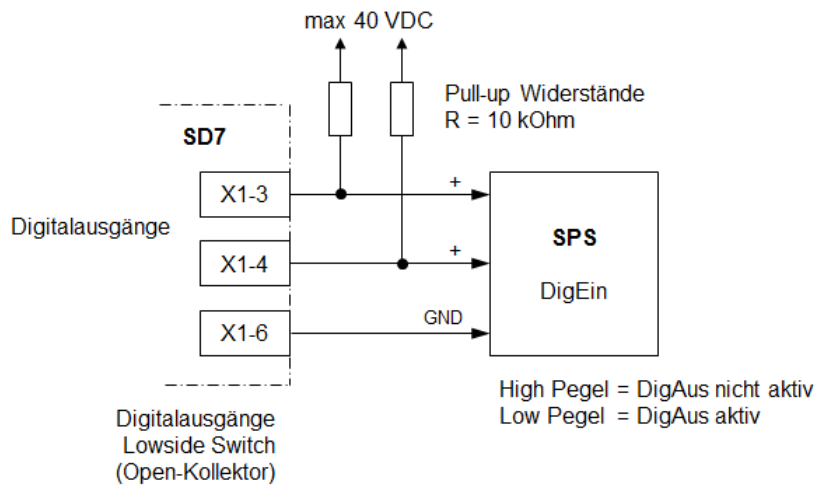 max 40 VDC
Pull-up Widerstände
R = 10 kOhm
SD7
X1-3
+
Digitalausgänge
SPS
X1-4
+
DigEin
X1-6
GND
High Pegel = DigAus nicht aktiv
Low Pegel = DigAus aktiv
Digitalausgänge
Lowside Switch
(Open-Kollektor)